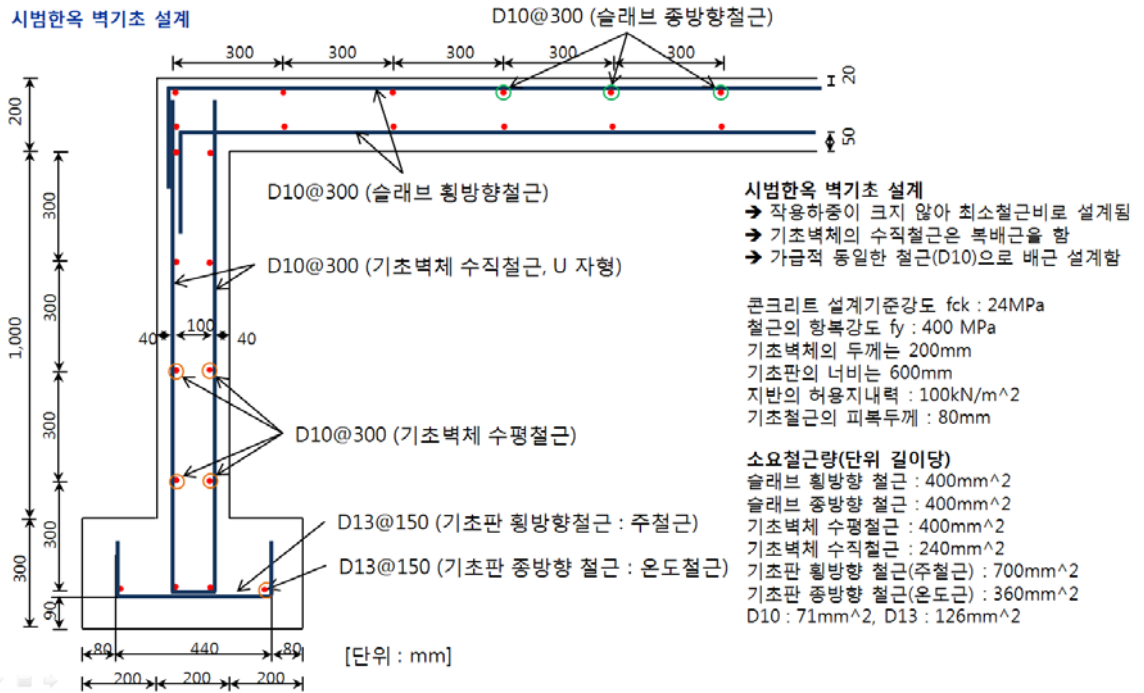 시범한옥 벽기초 설계
D10@300 (슬래브 종방향철근)
300 300 300 300 300
20
200
50
D10@300 (슬래브 횡방향철근)
300
D10@300 (기초벽체 수직철근, U 자형)
300
1,000
40 100 40
300
D10@300 (기초벽체 수평철근)
300
D13@150 (기초판 횡방향철근 : 주철근)
300
D13@150 (기초판 종방향 철근 : 온도철근)
90
80 440 80
200 200 200
[단위 : mm]
시범한옥 벽기초 설계
➔ 작용하중이 크지 않아 최소철근비로 설계됨
➔ 기초벽체의 수직철근은 복배근을 함
➔ 가급적 동일한 철근(D10)으로 배근 설계함
콘크리트 설계기준강도 fck : 24MPa
철근의 항복강도 fy : 400 MPa
기초벽체의 두께는 200mm
기초판의 너비는 600mm
지반의 허용지내력 : 100kN/m^2
기초철근의 피복두께 : 80mm
소요철근량(단위 길이당)
슬래브 횡방향 철근 : 400mm^2
슬래브 종방향 철근 : 400mm^2
기초벽체 수평철근 : 400mm^2
기초벽체 수직철근 : 240mm^2
기초판 횡방향 철근(주철근) : 700mm^2
기초판 종방향 철근(온도근) : 360mm^2
D10 : 71mm^2, D13 : 126mm^2